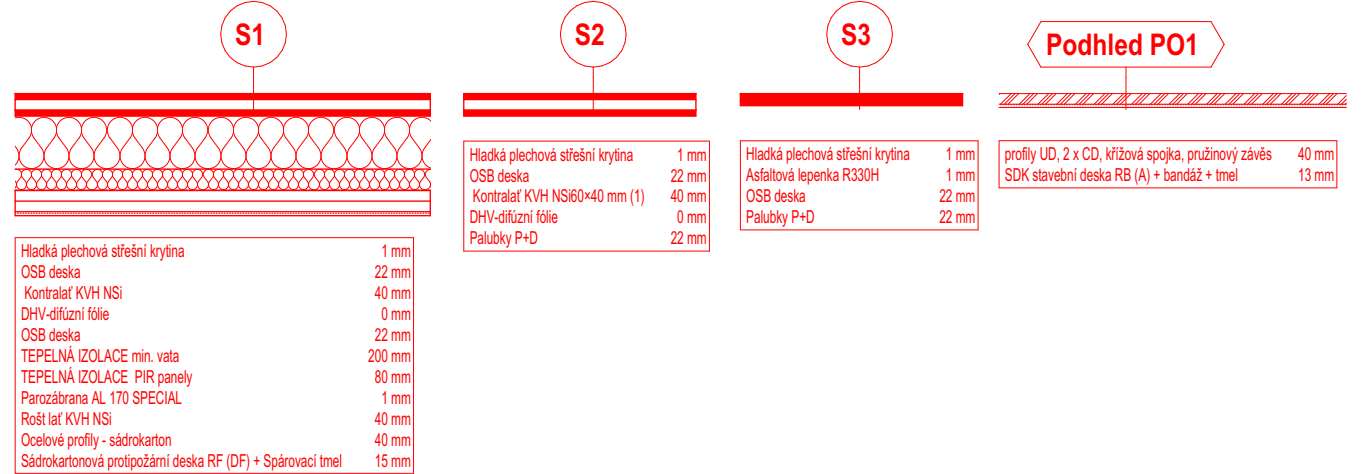 S1
Hladká plechová střešní krytina 1 mm
OSB deska 22 mm
Kontralať KVH NSi 40 mm
DHV-difúzní fólie 0 mm
OSB deska 22 mm
TEPELNÁ IZOLACE min. vata 200 mm
TEPELNÁ IZOLACE PIR panely 80 mm
Parozábrana AL 170 SPECIAL 1 mm
Rošt lať KVH NSi 40 mm
Ocelové profily - sádrokarton 40 mm
Sádrokartonová protipožární deska RF (DF) + Spárovací tmel 15 mm
S2
Hladká plechová střešní krytina 1 mm
OSB deska 22 mm
Kontralať KVH NSi60×40 mm (1) 40 mm
DHV-difúzní fólie 0 mm
Palubky P+D 22 mm
S3
Hladká plechová střešní krytina 1 mm
Asfaltová lepenka R330H 1 mm
OSB deska 22 mm
Palubky P+D 22 mm
Podhled PO1
profily UD, 2 x CD, křížová spojka, pružinový závěs 40 mm
SDK stavební deska RB (A) + bandáž + tmel 13 mm